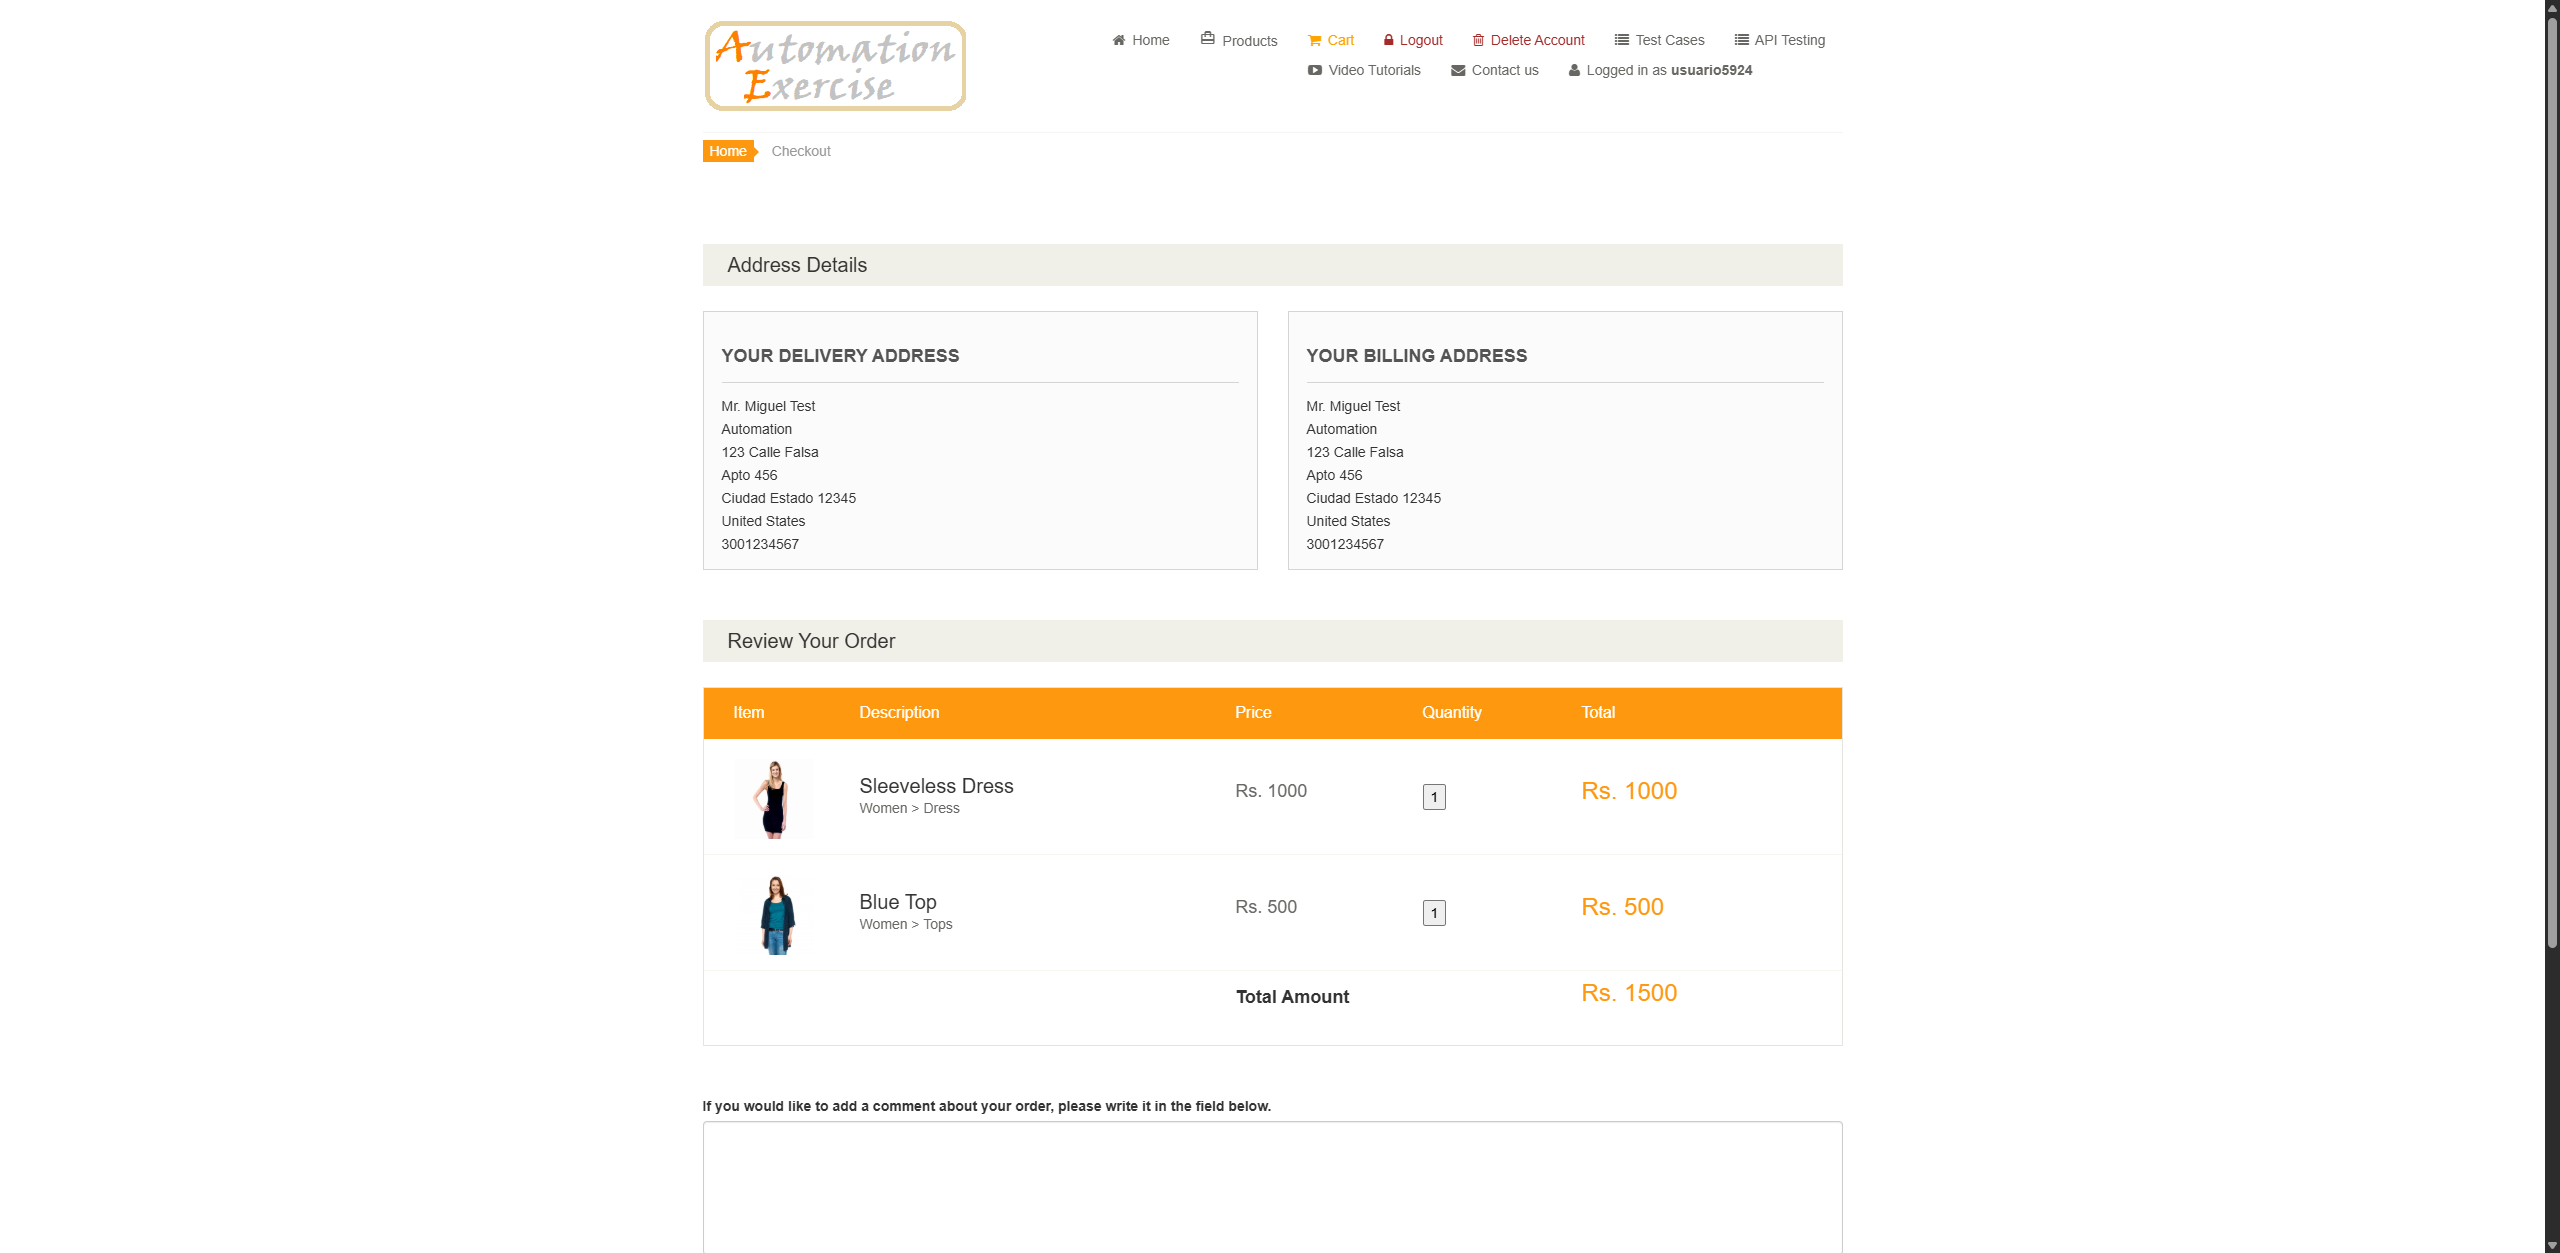 Automation
Exercise
Home Products Cart Logout Delete Account Test Cases API Testing
Video Tutorials Contact us Logged in as usuario5924
Home Checkout
Address Details
YOUR DELIVERY ADDRESS
Mr. Miguel Test
Automation
123 Calle Falsa
Apto 456
Ciudad Estado 12345
United States
3001234567
YOUR BILLING ADDRESS
Mr. Miguel Test
Automation
123 Calle Falsa
Apto 456
Ciudad Estado 12345
United States
3001234567
Review Your Order
Item Description Price Quantity Total
Sleeveless Dress
Women > Dress
Rs. 1000 1 Rs. 1000
Blue Top
Women > Tops
Rs. 500 1 Rs. 500
Total Amount Rs. 1500
If you would like to add a comment about your order, please write it in the field below.